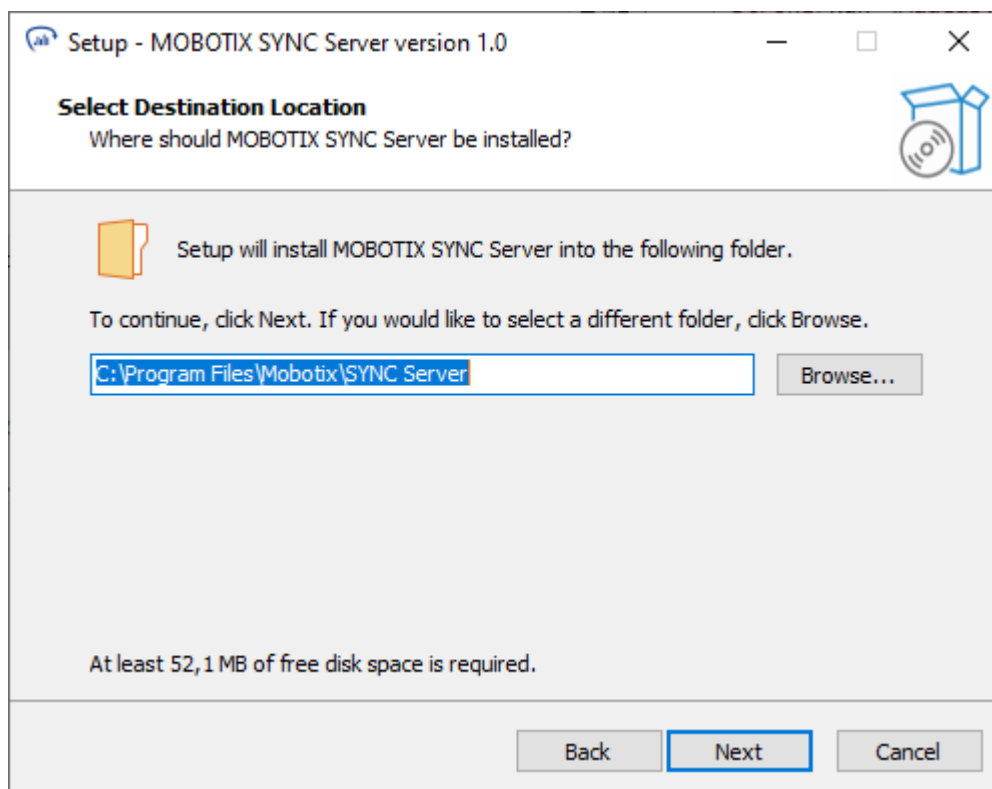 Setup - MOBOTIX SYNC Server version 1.0
Select Destination Location
Where should MOBOTIX SYNC Server be installed?
Setup will install MOBOTIX SYNC Server into the following folder.
To continue, click Next. If you would like to select a different folder, click Browse.
C:\Program Files\Mobotix\SYNC Server
Browse...
At least 52,1 MB of free disk space is required.
Back
Next
Cancel